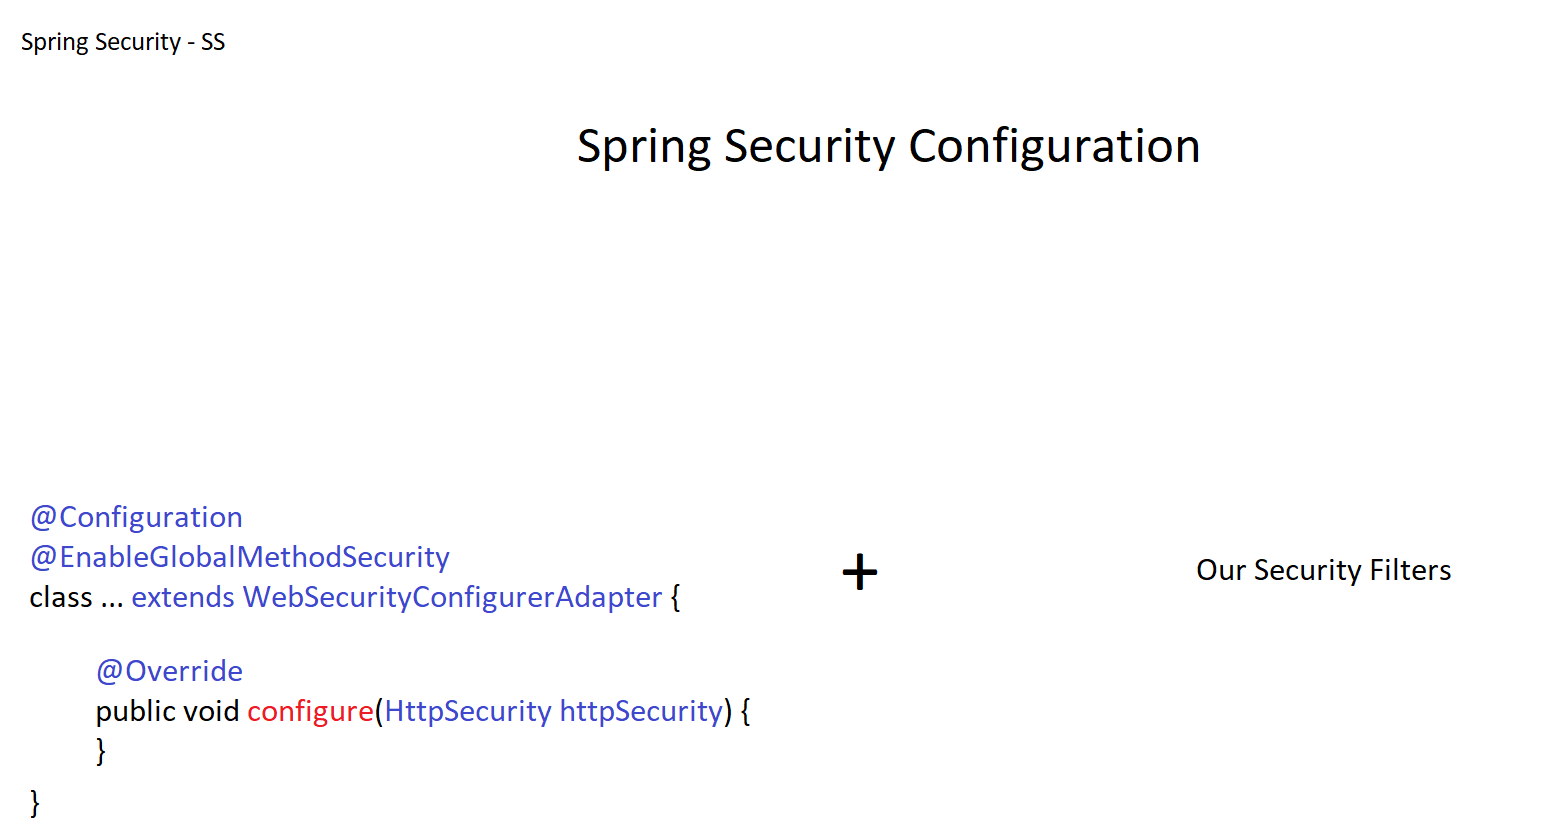 Spring Security - SS
Spring Security Configuration
@Configuration
@EnableGlobalMethodSecurity
class ... extends WebSecurityConfigurerAdapter {
@Override
public void configure(HttpSecurity httpSecurity) {
}
}
+
Our Security Filters